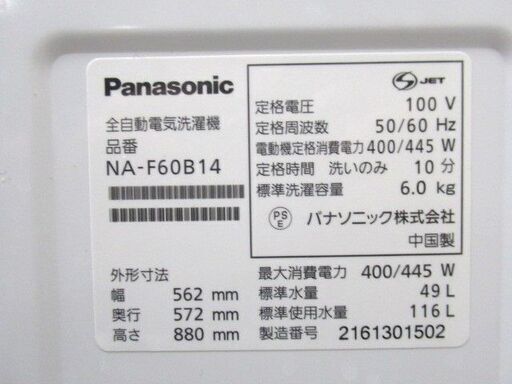 Panasonic
全自動電気洗濯機
品番
NA-F60B14
外形寸法
幅 562 mm
奥行 572 mm
高さ 880 mm
S JET
定格電圧 100 V
定格周波数 50/60 Hz
電動機定格消費電力 400/445 W
定格時間 洗いのみ 10 分
標準洗濯容量 6.0 kg
PS E パナソニック株式会社
中国製
最大消費電力 400/445 W
標準水量 49 L
標準使用水量 116 L
製造番号 2161301502